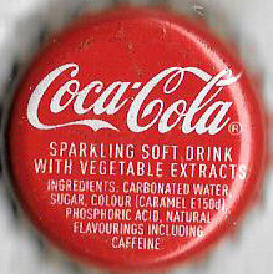 Coca-Cola®
SPARKLING SOFT DRINK
WITH VEGETABLE EXTRACTS
INGREDIENTS: CARBONATED WATER,
SUGAR, COLOUR (CARAMEL E150d),
PHOSPHORIC ACID, NATURAL
FLAVOURINGS INCLUDING
CAFFEINE